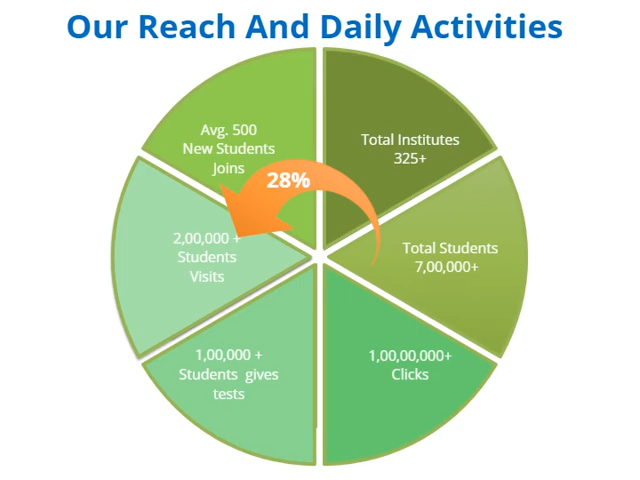 Our Reach And Daily Activities
Avg. 500
New Students
Joins
Total Institutes
325+
28%
2,00,000 +
Students
Visits
Total Students
7,00,000+
1,00,000 +
Students gives
tests
1,00,00,000+
Clicks